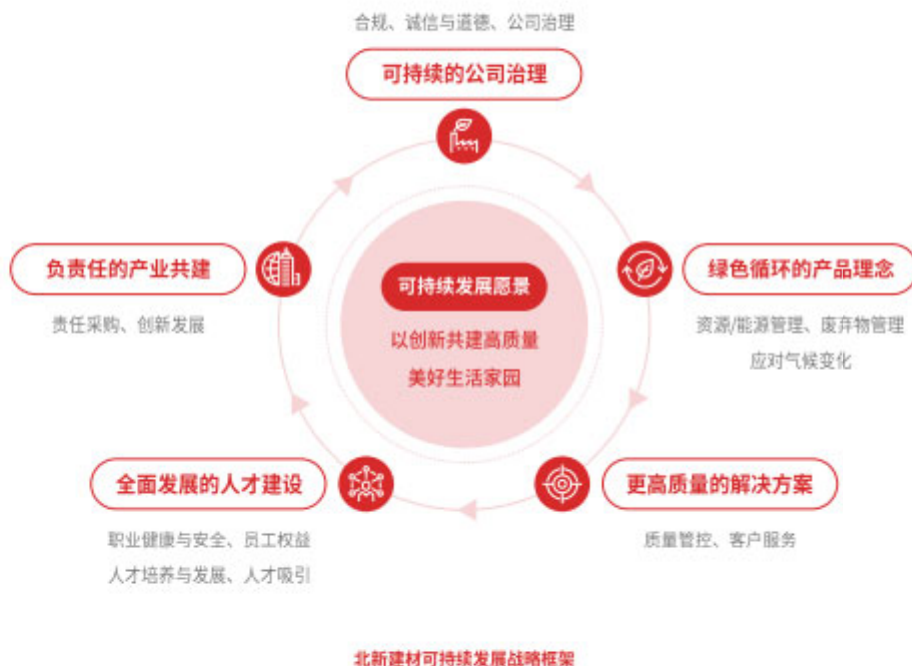 合规、诚信与道德、公司治理
可持续的公司治理
负责任的产业共建
责任采购、创新发展
可持续发展愿景
以创新共建高质量
美好生活家园
绿色循环的产品理念
资源/能源管理、废弃物管理
应对气候变化
全面发展的人才建设
职业健康与安全、员工权益
人才培养与发展、人才吸引
更高质量的解决方案
质量管控、客户服务
北新建材可持续发展战略框架